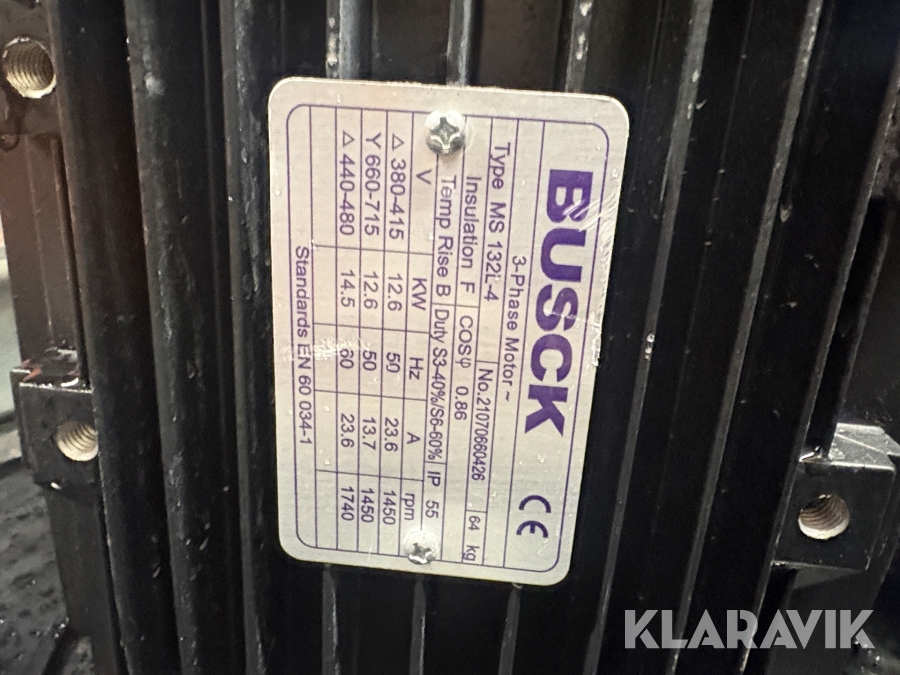 BUSCK CE
3-Phase Motor ~
Type MS 132L-4 No.21070660426 64 kg
Insulation F COSφ 0.86
Temp Rise B Duty S3-40%/S6-60% IP 55
V KW Hz A rpm
△ 380-415 12.6 50 23.6 1450
Y 660-715 12.6 50 13.7 1450
△ 440-480 14.5 60 23.6 1740
Standards EN 60 034-1
KLARAVIK